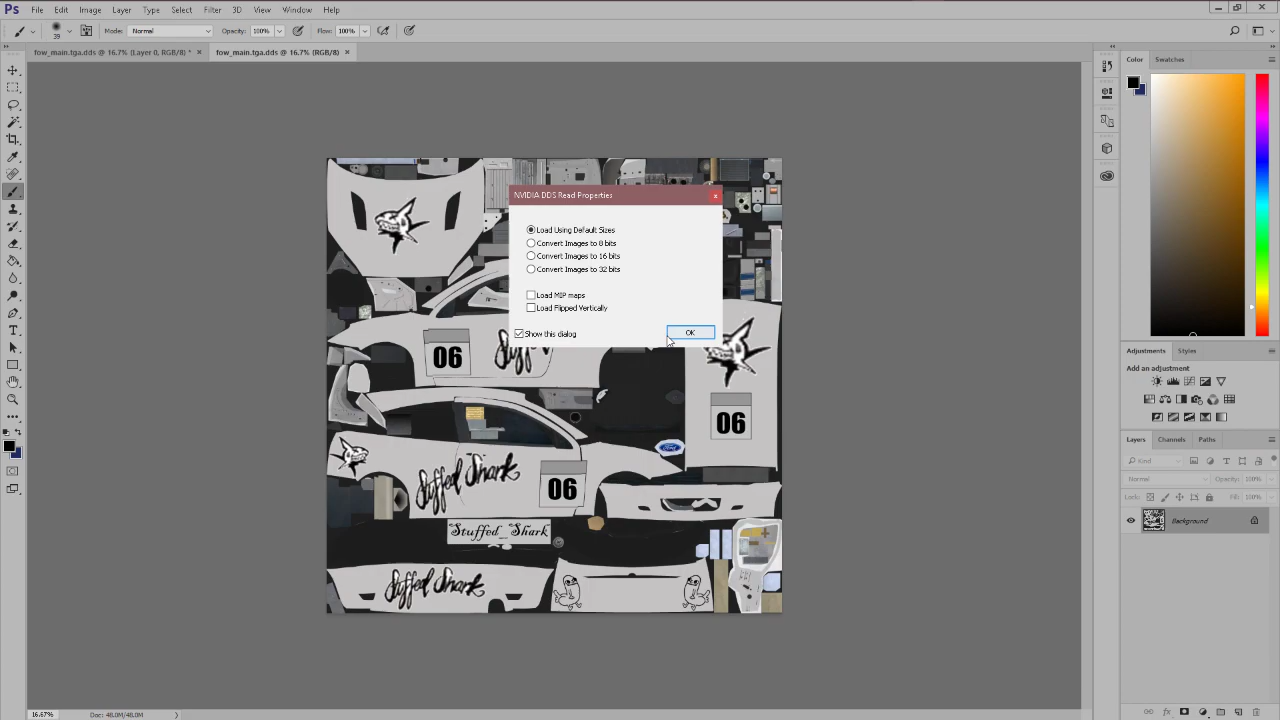 Ps File Edit Image Layer Type Select Filter 3D View Window Help
39 Mode: Normal Opacity: 100% Flow: 100%
fow_main.tga.dds @ 16.7% (Layer 0, RGB/8) * × fow_main.tga.dds @ 16.7% (RGB/8) ×
Color Swatches
NVIDIA DDS Read Properties
Load Using Default Sizes
Convert Images to 8 bits
Convert Images to 16 bits
Convert Images to 32 bits
Load MIP maps
Load Flipped Vertically
Show this dialog
OK
06
06
Stuffed Shark
06
Ford
"Stuffed Shark"
Stuffed Shark
Adjustments Styles
Add an adjustment
Layers Channels Paths
Kind
Normal Opacity: 100%
Lock: Fill: 100%
Background
16.67% Doc: 48.0M/48.0M